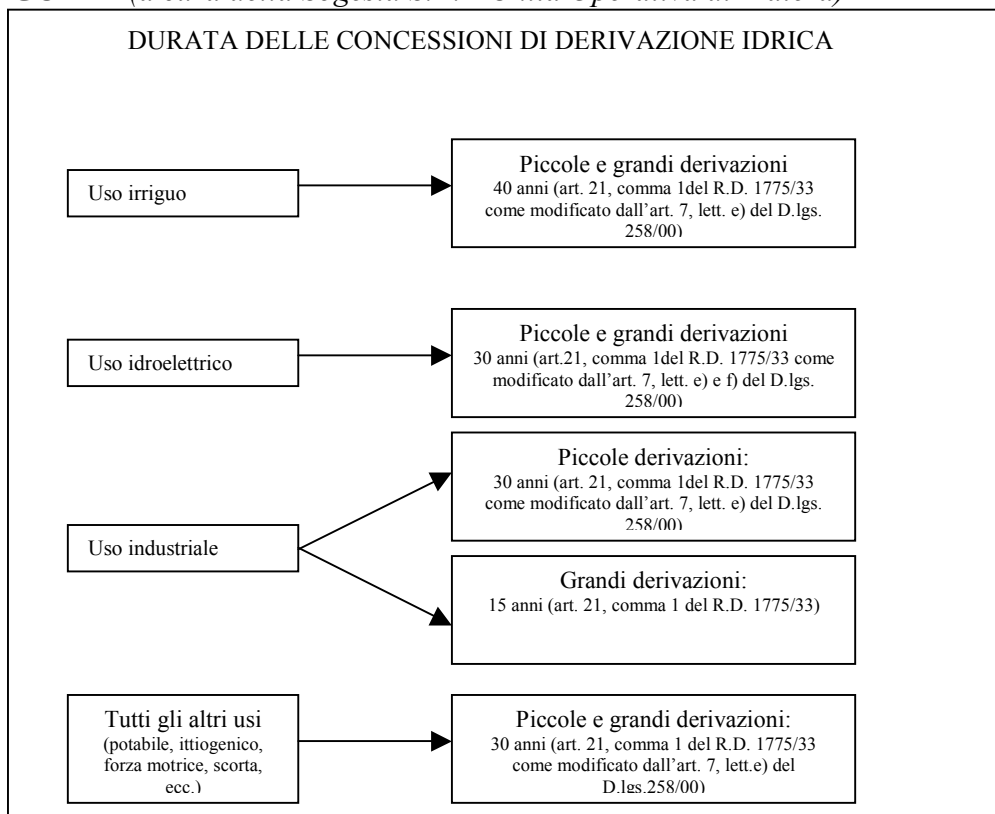 DURATA DELLE CONCESSIONI DI DERIVAZIONE IDRICA
Uso irriguo
Piccole e grandi derivazioni
40 anni (art. 21, comma 1del R.D. 1775/33
come modificato dall'art. 7, lett. e) del D.lgs.
258/00)
Uso idroelettrico
Piccole e grandi derivazioni
30 anni (art.21, comma 1del R.D. 1775/33 come
modificato dall'art. 7, lett. e) e f) del D.lgs.
258/00)
Uso industriale
Piccole derivazioni:
30 anni (art. 21, comma 1del R.D. 1775/33
come modificato dall'art. 7, lett. e) del D.lgs.
258/00)
Grandi derivazioni:
15 anni (art. 21, comma 1 del R.D. 1775/33)
Tutti gli altri usi
(potabile, ittiogenico,
forza motrice, scorta,
ecc.)
Piccole e grandi derivazioni:
30 anni (art. 21, comma 1 del R.D. 1775/33
come modificato dall'art. 7, lett.e) del
D.lgs.258/00)